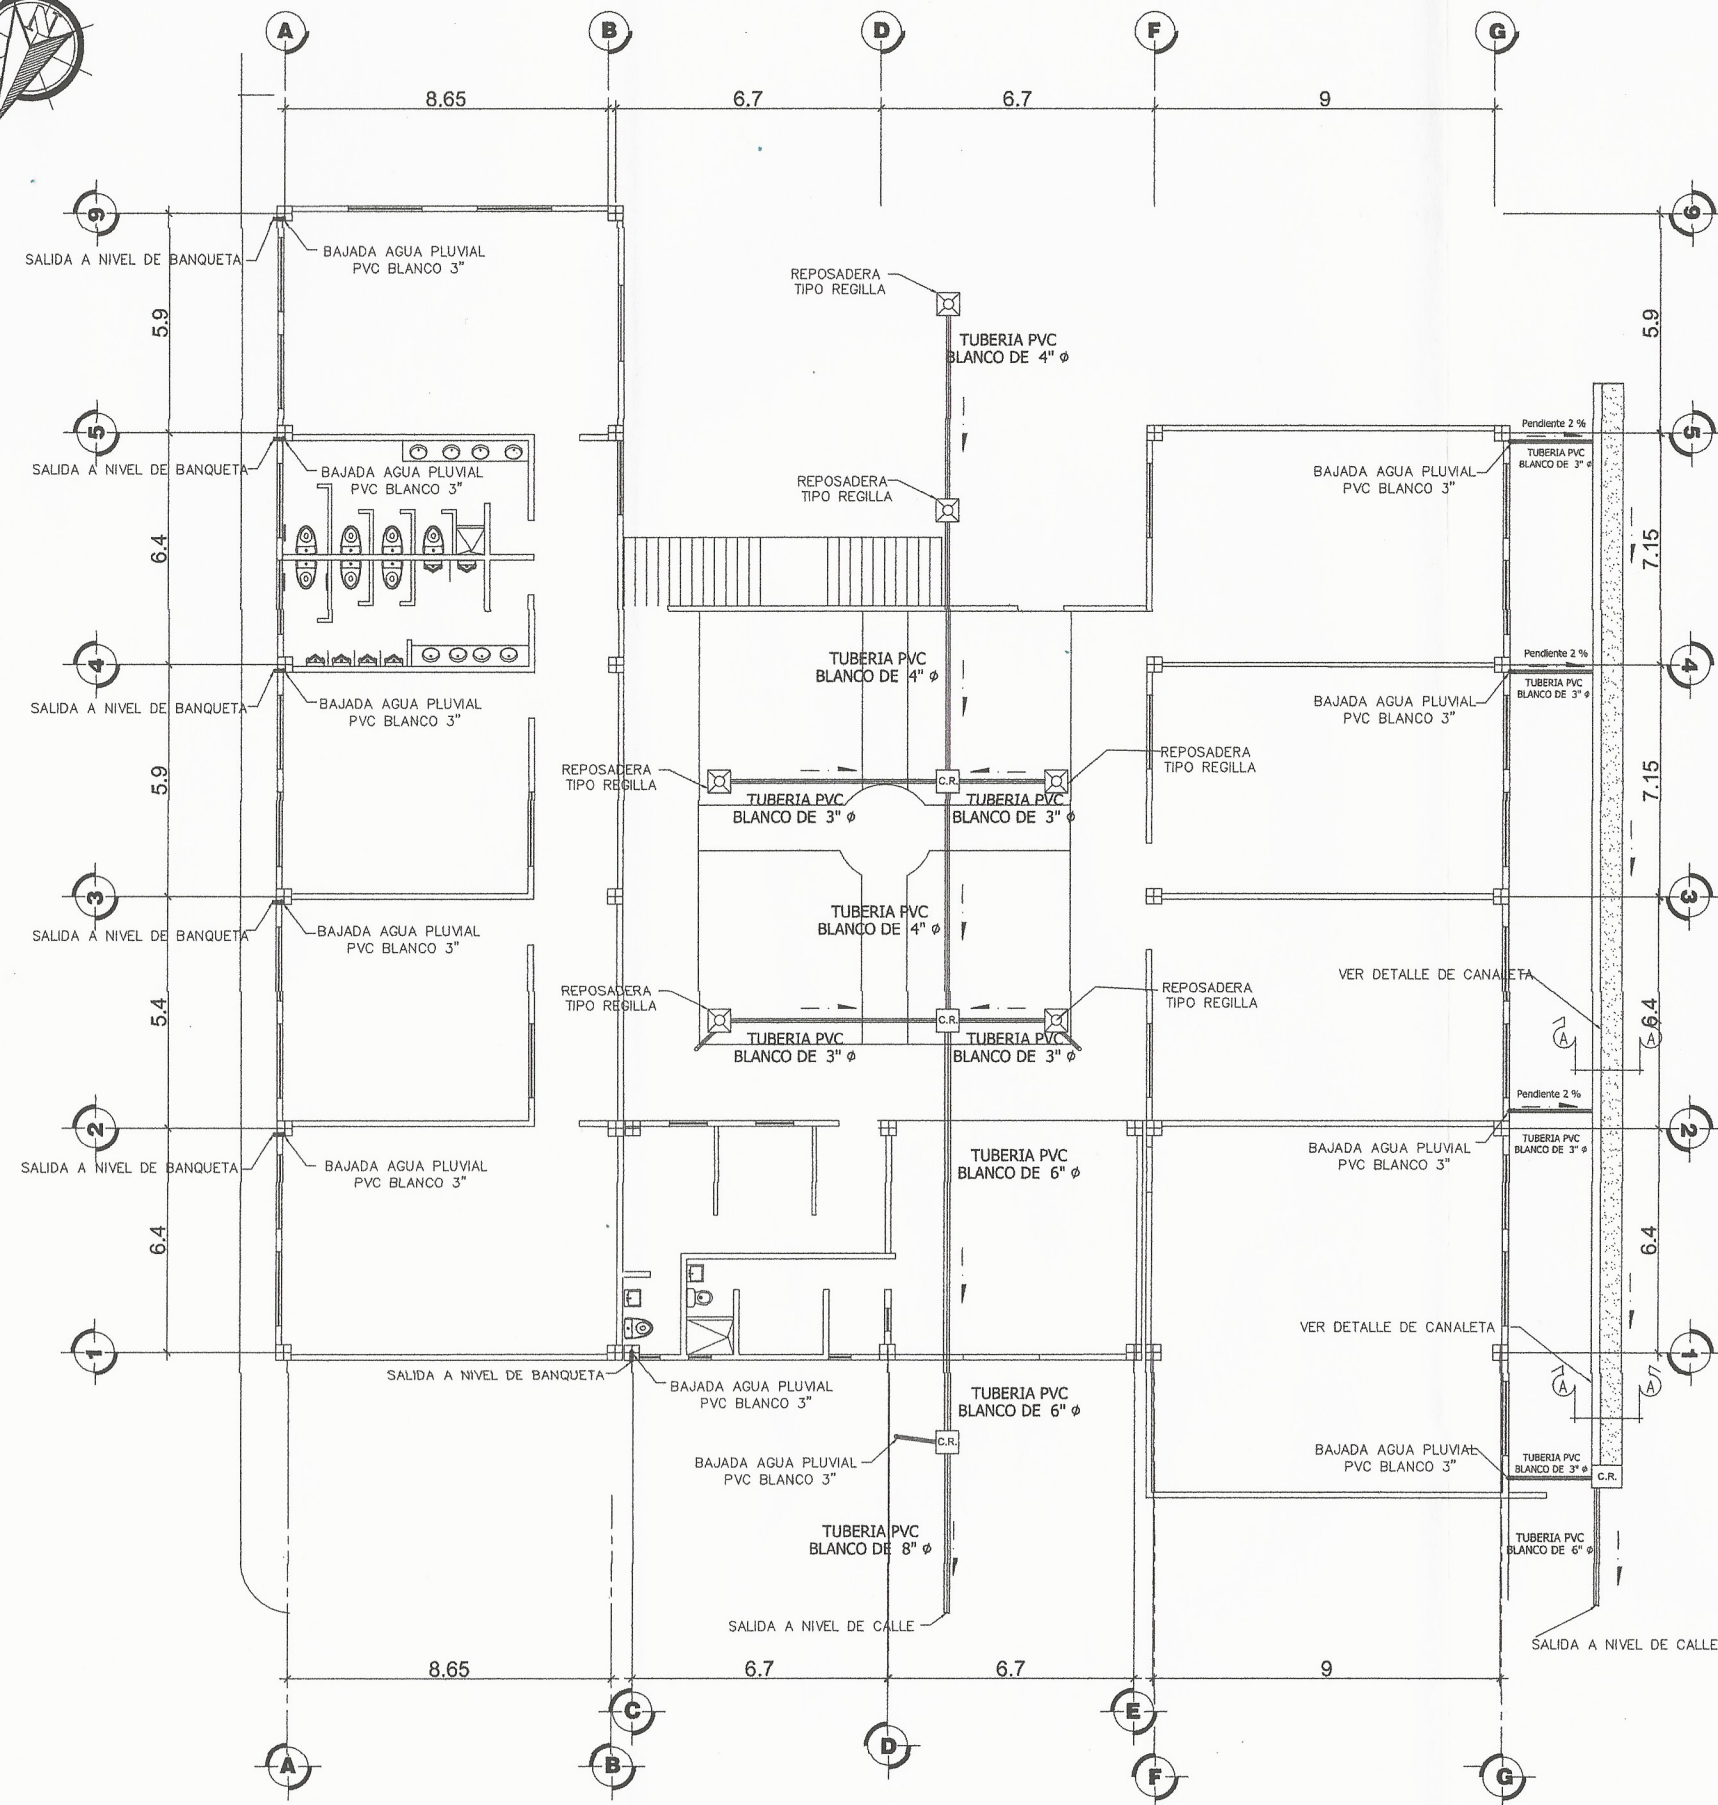 A
B
D
F
G
8.65
6.7
6.7
9
6
6
SALIDA A NIVEL DE BANQUETA
BAJADA AGUA PLUVIAL
PVC BLANCO 3"
REPOSADERA
TIPO REGILLA
5.9
5.9
TUBERIA PVC
BLANCO DE 4" ø
5
5
Pendiente 2 %
TUBERIA PVC
BLANCO DE 3" ø
SALIDA A NIVEL DE BANQUETA
BAJADA AGUA PLUVIAL
PVC BLANCO 3"
REPOSADERA
TIPO REGILLA
BAJADA AGUA PLUVIAL
PVC BLANCO 3"
6.4
7.15
4
4
TUBERIA PVC
BLANCO DE 4" ø
Pendiente 2 %
TUBERIA PVC
BLANCO DE 3" ø
SALIDA A NIVEL DE BANQUETA
BAJADA AGUA PLUVIAL
PVC BLANCO 3"
BAJADA AGUA PLUVIAL
PVC BLANCO 3"
5.9
7.15
REPOSADERA
TIPO REGILLA
C.R.
REPOSADERA
TIPO REGILLA
TUBERIA PVC
BLANCO DE 3" ø
TUBERIA PVC
BLANCO DE 3" ø
3
3
SALIDA A NIVEL DE BANQUETA
BAJADA AGUA PLUVIAL
PVC BLANCO 3"
TUBERIA PVC
BLANCO DE 4" ø
VER DETALLE DE CANALETA
5.4
6.4
REPOSADERA
TIPO REGILLA
C.R.
REPOSADERA
TIPO REGILLA
A
A
TUBERIA PVC
BLANCO DE 3" ø
TUBERIA PVC
BLANCO DE 3" ø
Pendiente 2 %
TUBERIA PVC
BLANCO DE 3" ø
2
2
SALIDA A NIVEL DE BANQUETA
BAJADA AGUA PLUVIAL
PVC BLANCO 3"
TUBERIA PVC
BLANCO DE 6" ø
BAJADA AGUA PLUVIAL
PVC BLANCO 3"
6.4
6.4
VER DETALLE DE CANALETA
1
1
SALIDA A NIVEL DE BANQUETA
BAJADA AGUA PLUVIAL
PVC BLANCO 3"
TUBERIA PVC
BLANCO DE 6" ø
A
A
C.R.
BAJADA AGUA PLUVIAL
PVC BLANCO 3"
BAJADA AGUA PLUVIAL
PVC BLANCO 3"
TUBERIA PVC
BLANCO DE 3" ø
C.R.
TUBERIA PVC
BLANCO DE 8" ø
TUBERIA PVC
BLANCO DE 6" ø
SALIDA A NIVEL DE CALLE
SALIDA A NIVEL DE CALLE
8.65
6.7
6.7
9
C
E
D
A
B
F
G